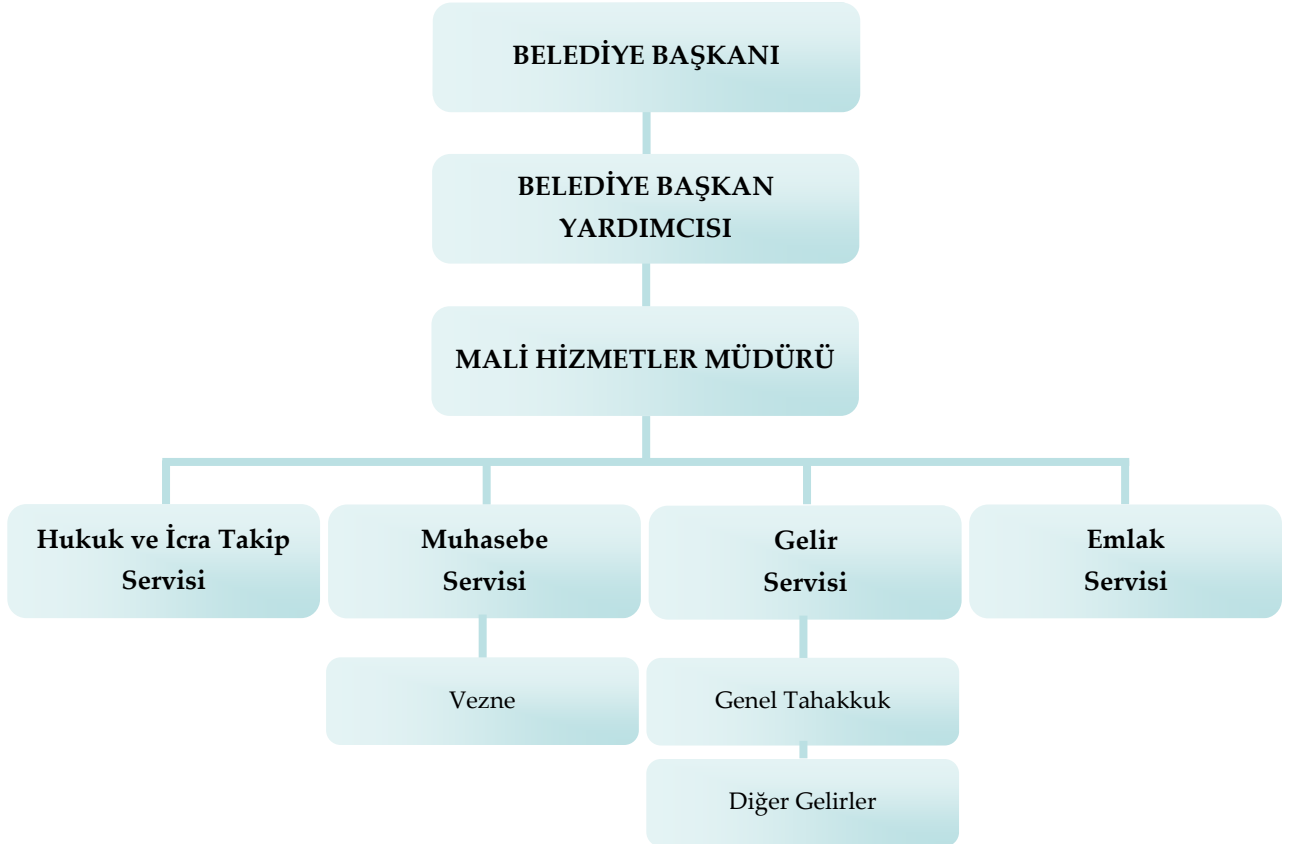 BELEDİYE BAŞKANI
BELEDİYE BAŞKAN
YARDIMCISI
MALİ HİZMETLER MÜDÜRÜ
Hukuk ve İcra Takip
Servisi
Muhasebe
Servisi
Gelir
Servisi
Emlak
Servisi
Vezne
Genel Tahakkuk
Diğer Gelirler